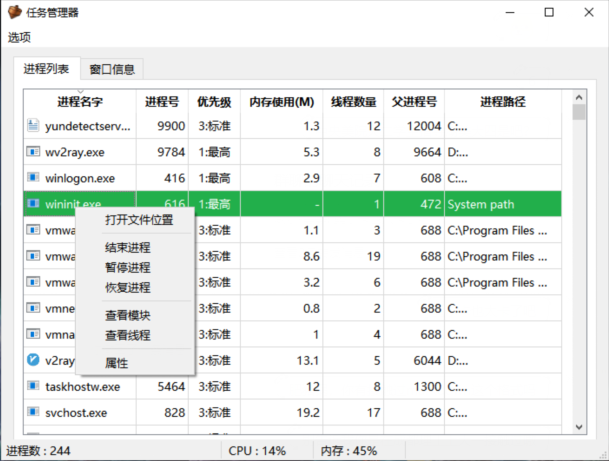 任务管理器
选项
进程列表 窗口信息
进程名字 进程号 优先级 内存使用(M) 线程数量 父进程号 进程路径
yundetectserv... 9900 3:标准 1.3 12 12004 C:...
wv2ray.exe 9784 1:最高 5.3 8 9664 D:...
winlogon.exe 416 1:最高 2.9 7 608 C:...
wininit.exe 616 1:最高 - 1 472 System path
打开文件位置
vmwa 3:标准 1.1 3 688 C:\Program Files ...
结束进程
vmwa 3:标准 8.6 19 688 C:\Program Files ...
暂停进程
vmwa 3:标准 3.2 6 688 C:\Program Files ...
恢复进程
vmne 3:标准 0.8 2 688 C:...
查看模块
vmna 3:标准 1 4 688 C:...
查看线程
v2ray 3:标准 13.1 5 6044 D:...
属性
taskhostw.exe 5464 3:标准 12 8 1300 C:...
svchost.exe 828 3:标准 19.2 17 688 C:...
进程数 : 244 CPU : 14% 内存 : 45%